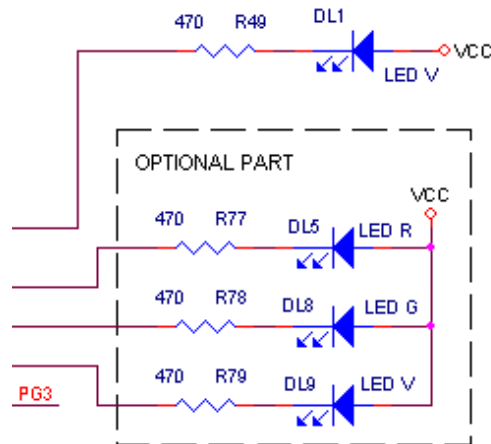 470 R49 DL1
VCC
LED V
OPTIONAL PART
VCC
470 R77 DL5 LED R
470 R78 DL8 LED G
470 R79 DL9 LED V
PG3